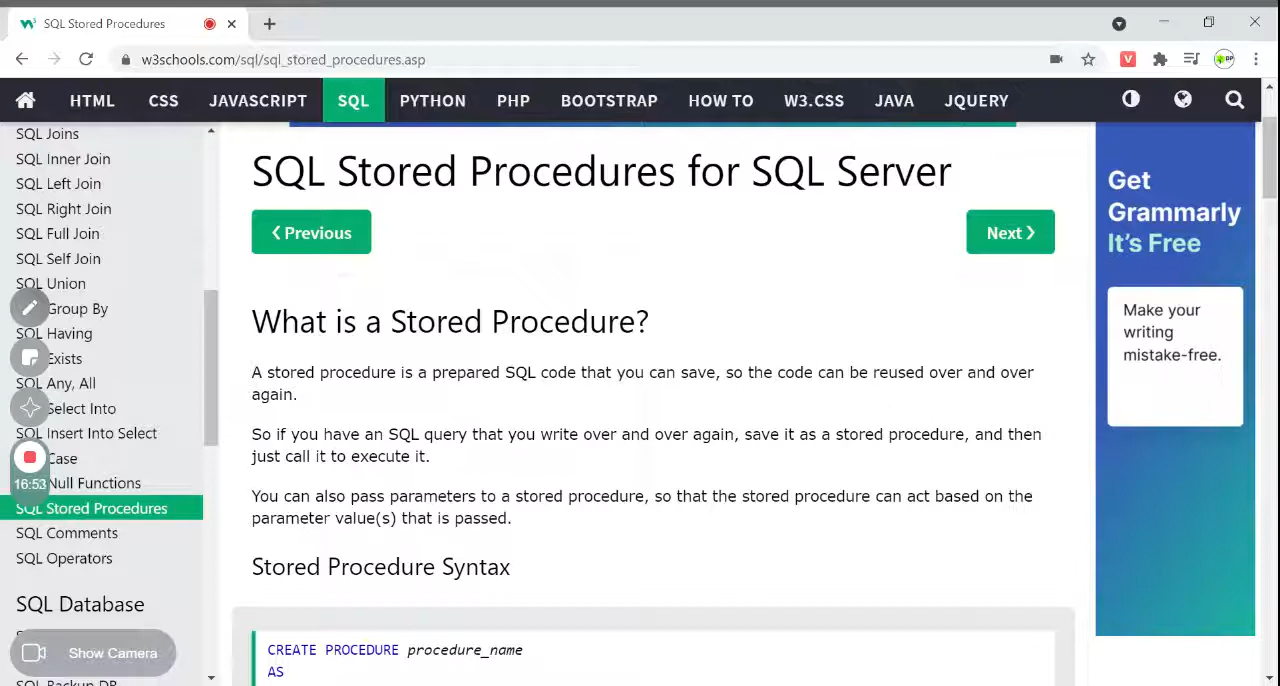 SQL Stored Procedures
w3schools.com/sql/sql_stored_procedures.asp
HTML CSS JAVASCRIPT SQL PYTHON PHP BOOTSTRAP HOW TO W3.CSS JAVA JQUERY
SQL Joins
SQL Inner Join
SQL Left Join
SQL Right Join
SQL Full Join
SQL Self Join
SQL Union
Group By
SQL Having
Exists
SQL Any, All
Select Into
SQL Insert Into Select
Case
16:53
Null Functions
SQL Stored Procedures
SQL Comments
SQL Operators
SQL Database
Show Camera
SQL Backup DB
SQL Stored Procedures for SQL Server
❮ Previous
Next ❯
What is a Stored Procedure?
A stored procedure is a prepared SQL code that you can save, so the code can be reused over and over
again.
So if you have an SQL query that you write over and over again, save it as a stored procedure, and then
just call it to execute it.
You can also pass parameters to a stored procedure, so that the stored procedure can act based on the
parameter value(s) that is passed.
Stored Procedure Syntax
CREATE PROCEDURE procedure_name
AS
Get
Grammarly
It's Free
Make your
writing
mistake-free.